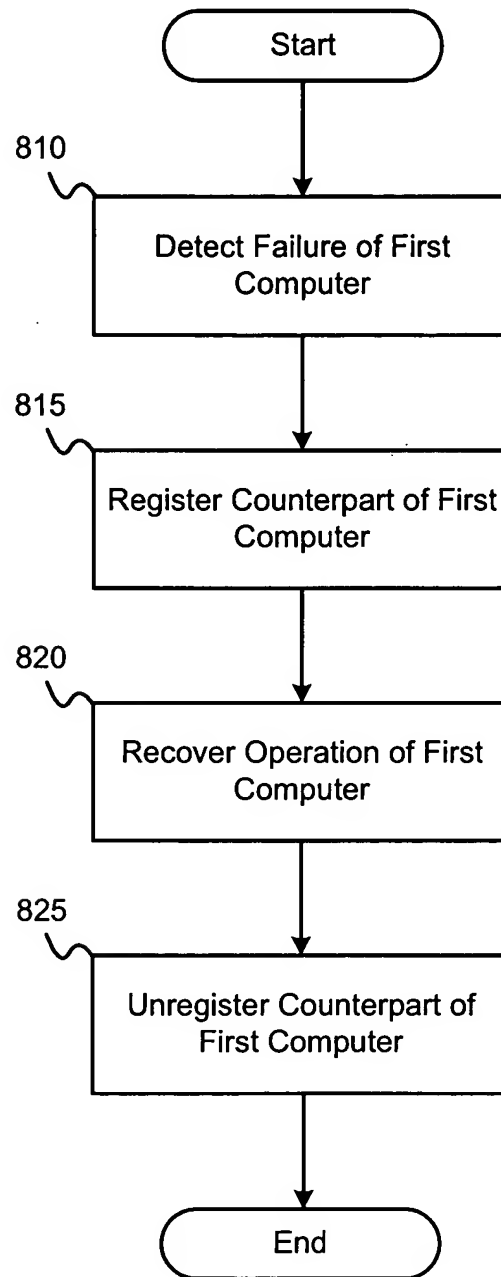 Start
810
Detect Failure of First
Computer
815
Register Counterpart of First
Computer
820
Recover Operation of First
Computer
825
Unregister Counterpart of
First Computer
End